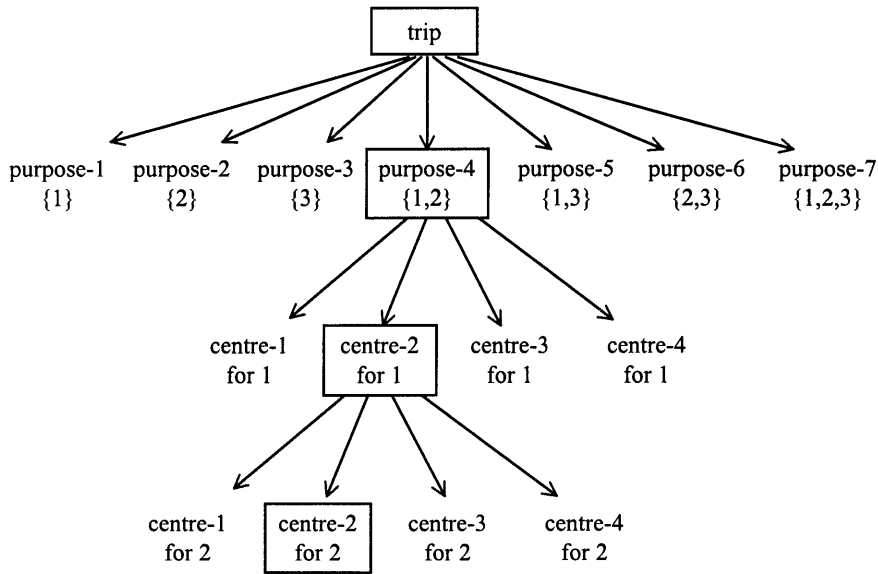 trip
purpose-1 purpose-2 purpose-3 purpose-4 purpose-5 purpose-6 purpose-7
{1} {2} {3} {1,2} {1,3} {2,3} {1,2,3}
centre-1 centre-2 centre-3 centre-4
for 1 for 1 for 1 for 1
centre-1 centre-2 centre-3 centre-4
for 2 for 2 for 2 for 2